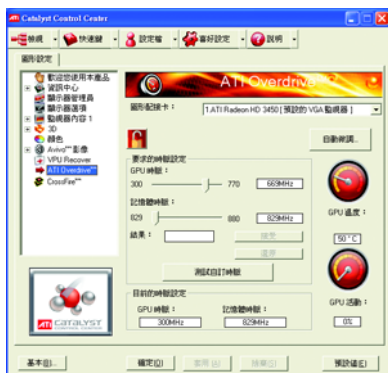 ATI Catalyst Control Center
檢視 快速鍵 設定檔 喜好設定 說明
圖形設定
歡迎您使用本產品
資訊中心
顯示器管理員
顯示器選項
監視器內容 1
3D
顏色
Avivo™ 影像
VPU Recover
ATI Overdrive™
CrossFire™
ATI CATALYST
CONTROL CENTER
ATI Overdrive™
圖形配接卡：
1.ATI Radeon HD 3450 [預設的 VGA 監視器]
自動微調...
要求的時脈設定
GPU 時脈：
300 770 669MHz
記憶體時脈：
829 880 829MHz
結果：
接受
還原
測試自訂時脈
目前的時脈設定
GPU 時脈： 記憶體時脈：
300MHz 829MHz
GPU 溫度：
50 °C
GPU 活動：
0%
基本(B)... 確定(O) 套用(A) 捨棄(S) 預設值(E)